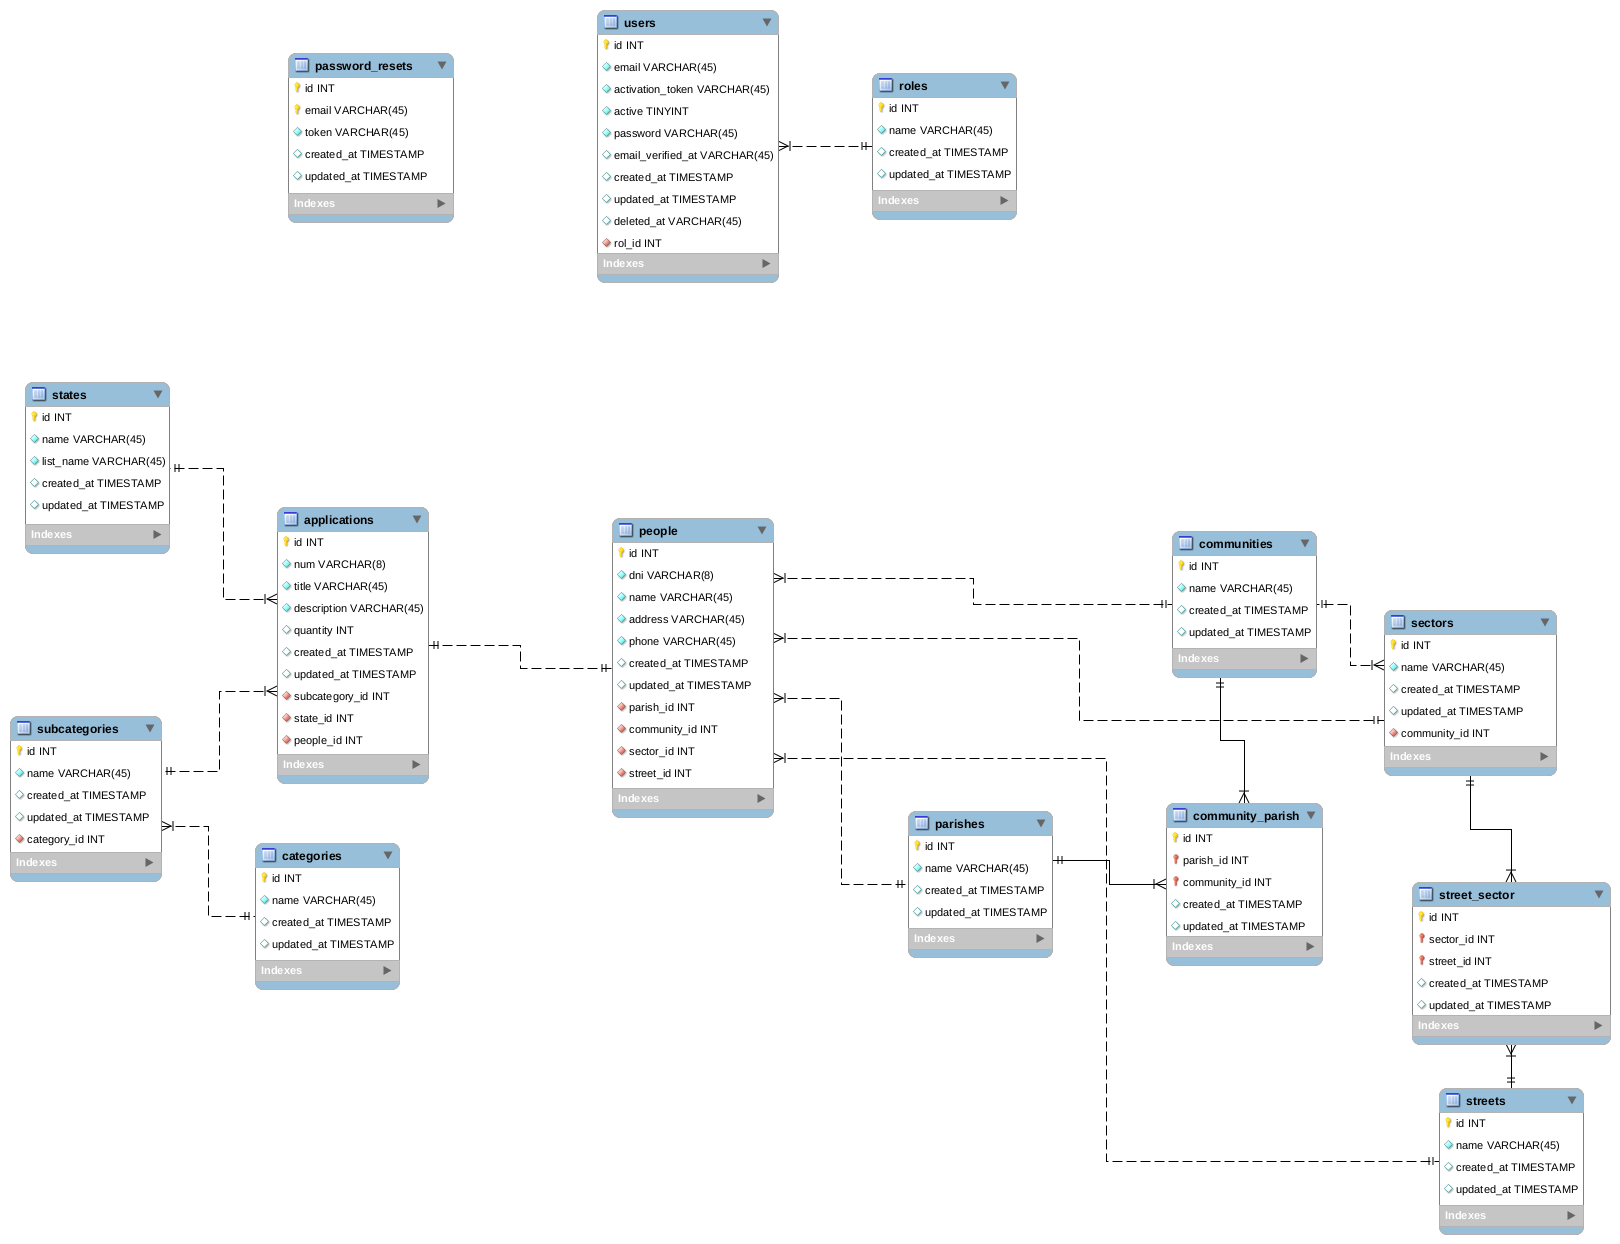 password_resets
id INT
email VARCHAR(45)
token VARCHAR(45)
created_at TIMESTAMP
updated_at TIMESTAMP
Indexes
users
id INT
email VARCHAR(45)
activation_token VARCHAR(45)
active TINYINT
password VARCHAR(45)
email_verified_at VARCHAR(45)
created_at TIMESTAMP
updated_at TIMESTAMP
deleted_at VARCHAR(45)
rol_id INT
Indexes
roles
id INT
name VARCHAR(45)
created_at TIMESTAMP
updated_at TIMESTAMP
Indexes
states
id INT
name VARCHAR(45)
list_name VARCHAR(45)
created_at TIMESTAMP
updated_at TIMESTAMP
Indexes
applications
id INT
num VARCHAR(8)
title VARCHAR(45)
description VARCHAR(45)
quantity INT
created_at TIMESTAMP
updated_at TIMESTAMP
subcategory_id INT
state_id INT
people_id INT
Indexes
people
id INT
dni VARCHAR(8)
name VARCHAR(45)
address VARCHAR(45)
phone VARCHAR(45)
created_at TIMESTAMP
updated_at TIMESTAMP
parish_id INT
community_id INT
sector_id INT
street_id INT
Indexes
communities
id INT
name VARCHAR(45)
created_at TIMESTAMP
updated_at TIMESTAMP
Indexes
sectors
id INT
name VARCHAR(45)
created_at TIMESTAMP
updated_at TIMESTAMP
community_id INT
Indexes
subcategories
id INT
name VARCHAR(45)
created_at TIMESTAMP
updated_at TIMESTAMP
category_id INT
Indexes
categories
id INT
name VARCHAR(45)
created_at TIMESTAMP
updated_at TIMESTAMP
Indexes
parishes
id INT
name VARCHAR(45)
created_at TIMESTAMP
updated_at TIMESTAMP
Indexes
community_parish
id INT
parish_id INT
community_id INT
created_at TIMESTAMP
updated_at TIMESTAMP
Indexes
street_sector
id INT
sector_id INT
street_id INT
created_at TIMESTAMP
updated_at TIMESTAMP
Indexes
streets
id INT
name VARCHAR(45)
created_at TIMESTAMP
updated_at TIMESTAMP
Indexes